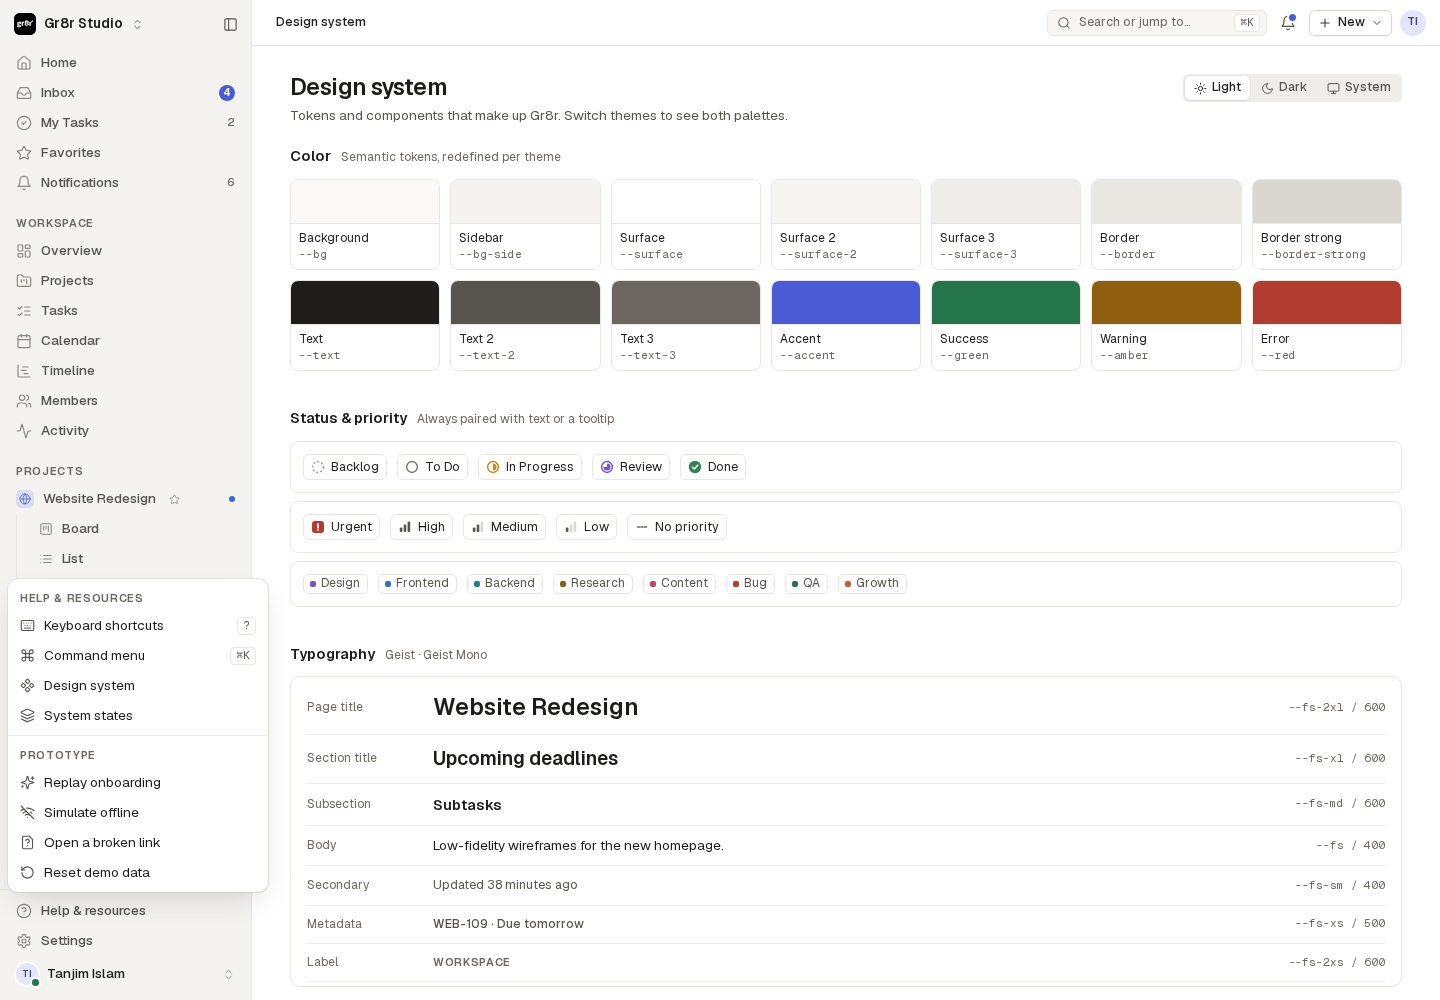 gr8r
Gr8r Studio
Home
Inbox 4
My Tasks 2
Favorites
Notifications 6
WORKSPACE
Overview
Projects
Tasks
Calendar
Timeline
Members
Activity
PROJECTS
Website Redesign
Board
List
HELP & RESOURCES
Keyboard shortcuts ?
Command menu ⌘K
Design system
System states
PROTOTYPE
Replay onboarding
Simulate offline
Open a broken link
Reset demo data
Help & resources
Settings
TI Tanjim Islam
Design system
Search or jump to... ⌘K
New
TI
Design system
Light Dark System
Tokens and components that make up Gr8r. Switch themes to see both palettes.
Color Semantic tokens, redefined per theme
Background Sidebar Surface Surface 2 Surface 3 Border Border strong
--bg --bg-side --surface --surface-2 --surface-3 --border --border-strong
Text Text 2 Text 3 Accent Success Warning Error
--text --text-2 --text-3 --accent --green --amber --red
Status & priority Always paired with text or a tooltip
Backlog To Do In Progress Review Done
Urgent High Medium Low No priority
Design Frontend Backend Research Content Bug QA Growth
Typography Geist · Geist Mono
Page title Website Redesign --fs-2xl / 600
Section title Upcoming deadlines --fs-xl / 600
Subsection Subtasks --fs-md / 600
Body Low-fidelity wireframes for the new homepage. --fs / 400
Secondary Updated 38 minutes ago --fs-sm / 400
Metadata WEB-109 · Due tomorrow --fs-xs / 500
Label WORKSPACE --fs-2xs / 600